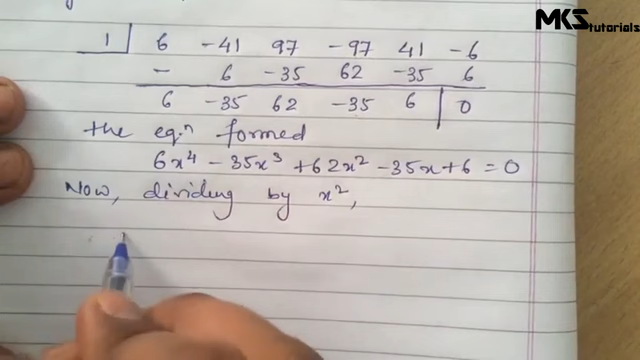 MKS tutorials
1 6 -41 97 -97 41 -6
- 6 -35 62 -35 6
6 -35 62 -35 6 0
the eqn formed
6x⁴ - 35x³ + 62x² - 35x + 6 = 0
Now, dividing by x²,